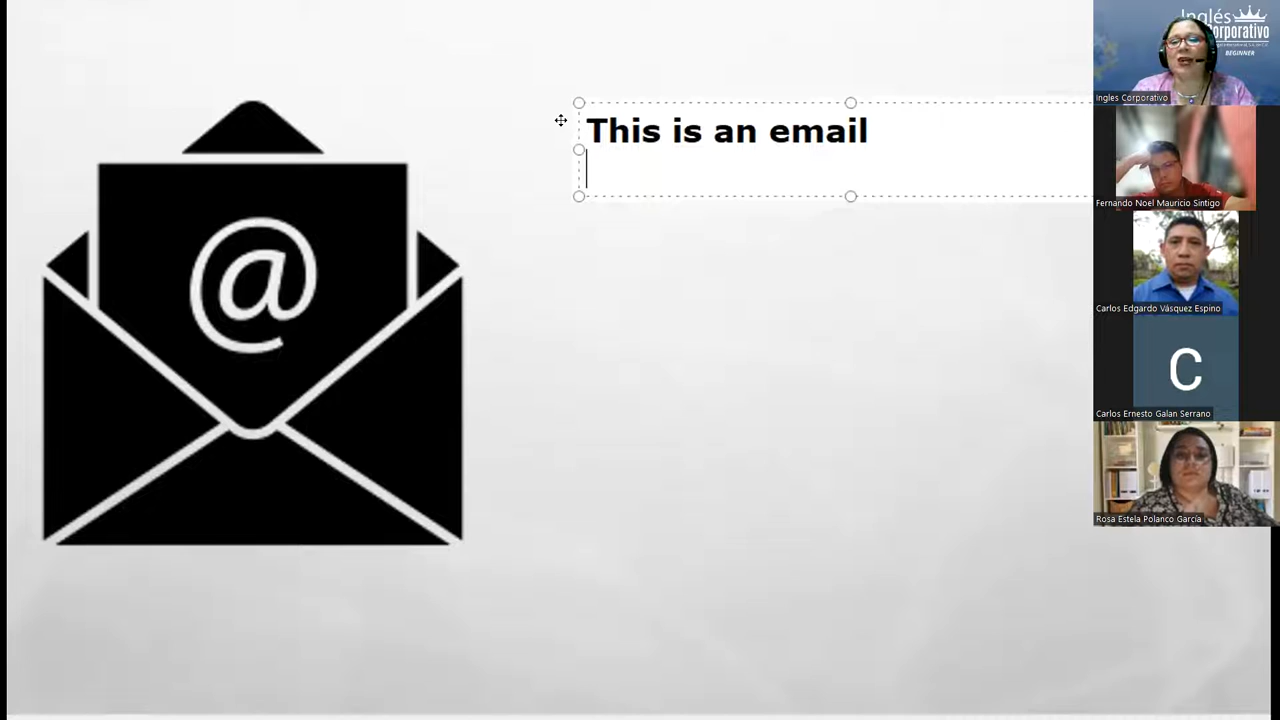 This is an email
@
Inglés
Corporativo
BEGINNER
Ingles Corporativo
Fernando Noel Mauricio Sintigo
Carlos Edgardo Vásquez Espino
C
Carlos Ernesto Galan Serrano
Rosa Estela Polanco García